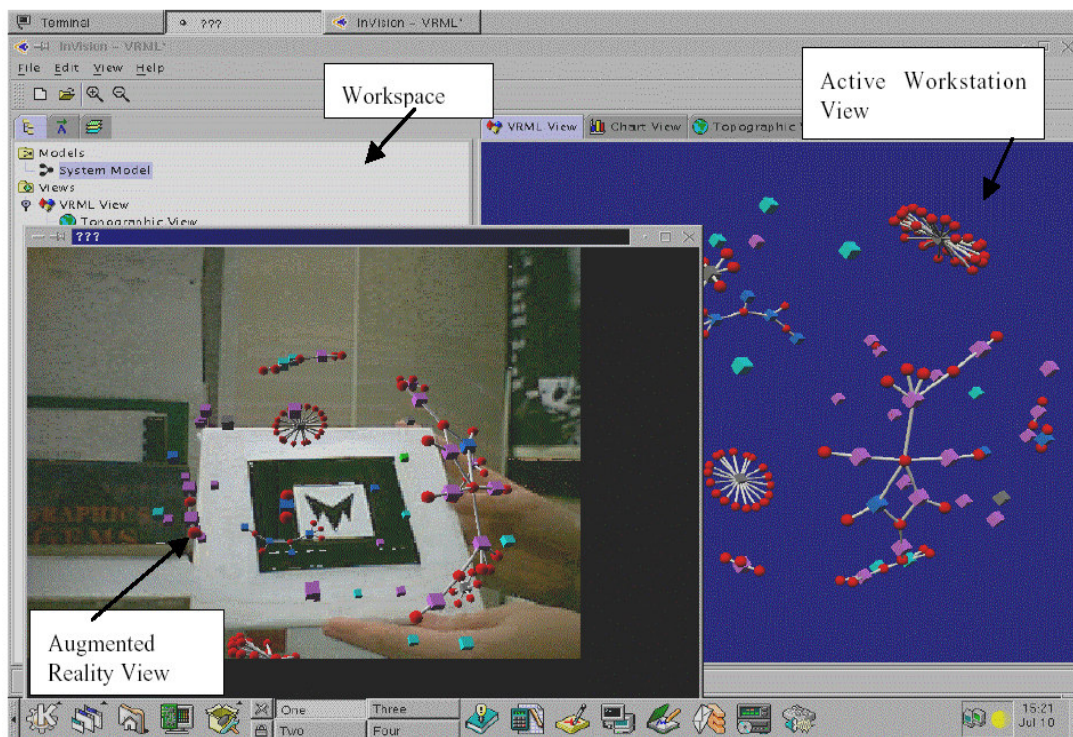 Terminal
???
InVision – VRML*
InVision – VRML*
File Edit View Help
Workspace
Active Workstation
View
VRML View
Chart View
Topographic
Models
System Model
Views
VRML View
Topographic View
???
Augmented
Reality View
One
Three
Two
Four
15:21
Jul 10